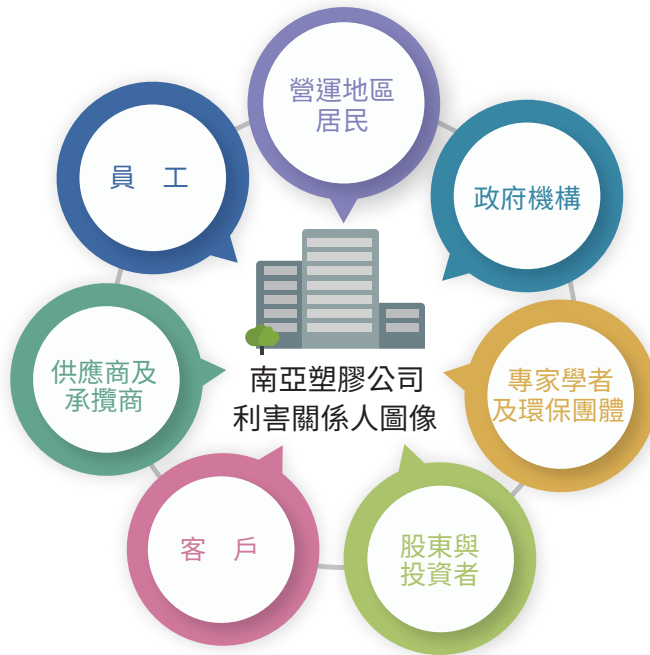 營運地區
居民
政府機構
專家學者
及環保團體
股東與
投資者
客 戶
供應商及
承攬商
員 工
南亞塑膠公司
利害關係人圖像